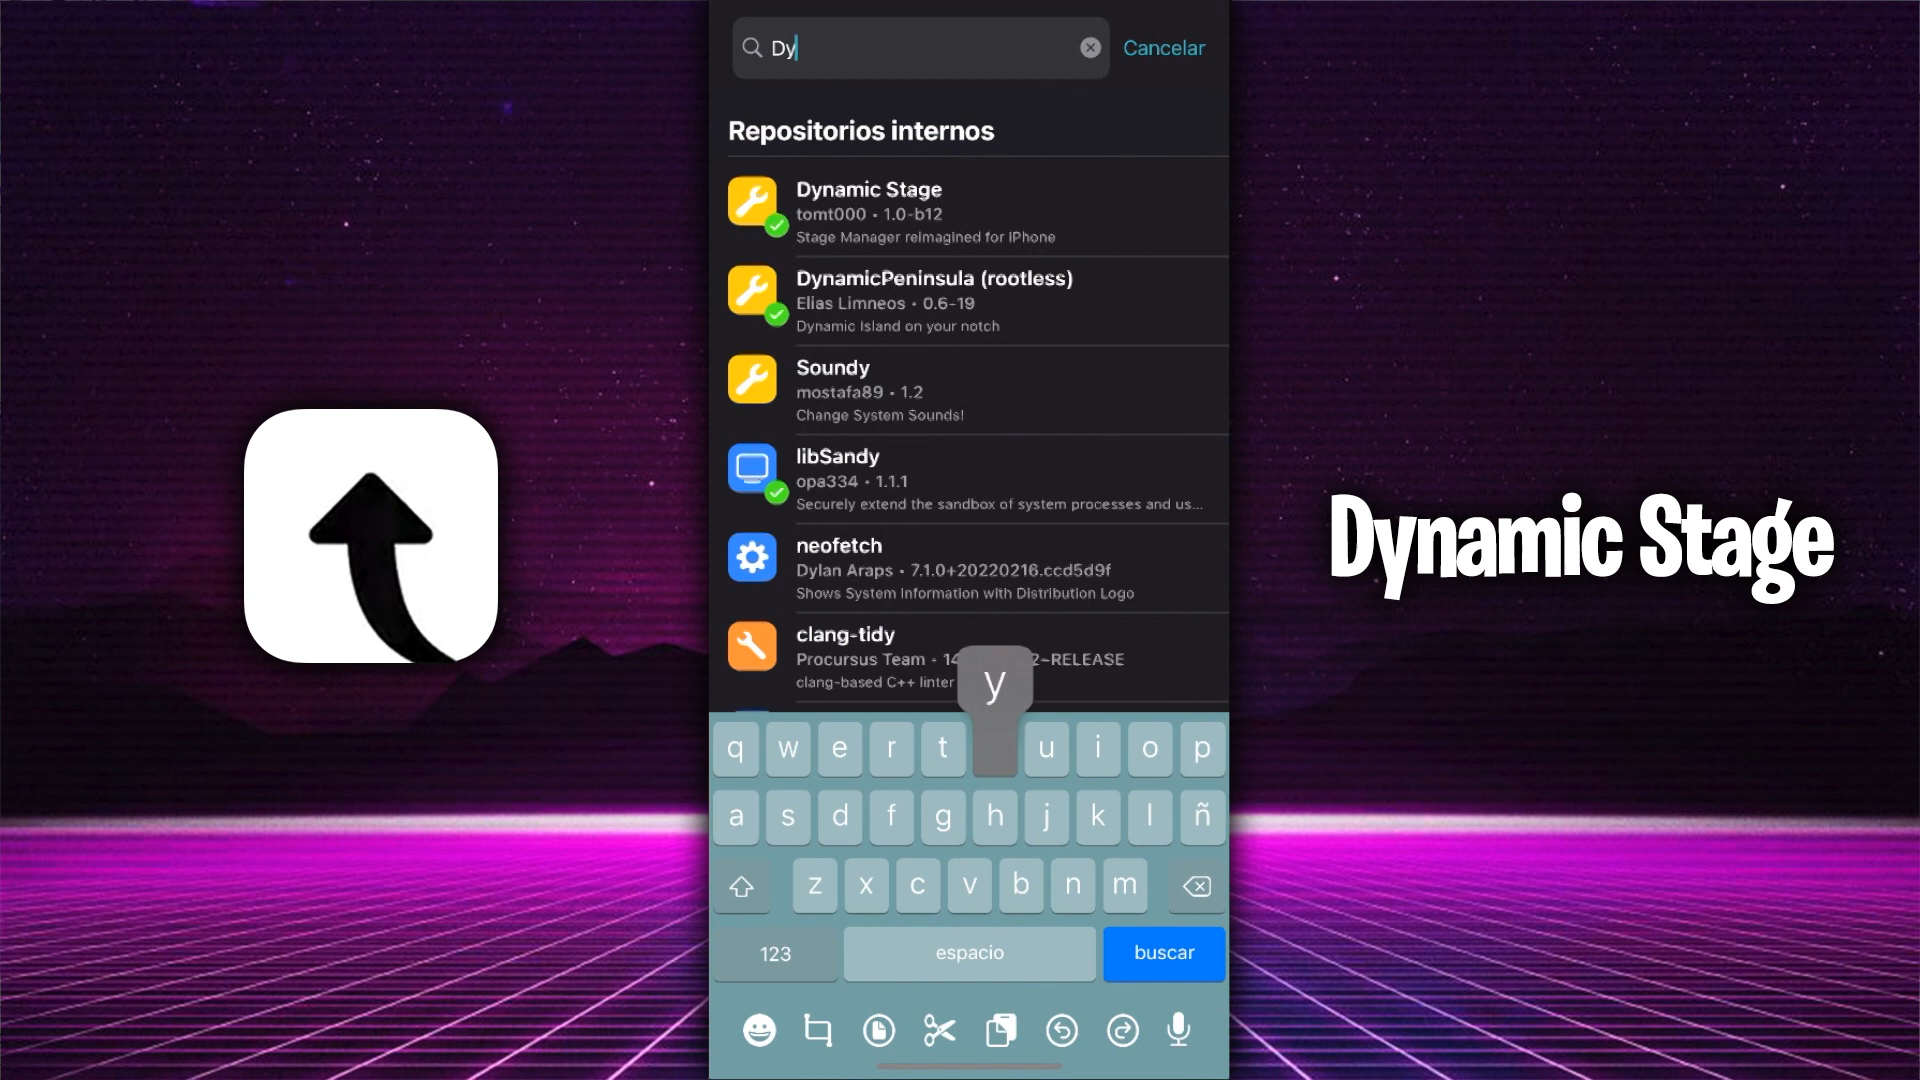 Dy
Cancelar
Repositorios internos
Dynamic Stage
tomt000 • 1.0-b12
Stage Manager reimagined for iPhone
DynamicPeninsula (rootless)
Elias Limneos • 0.6-19
Dynamic Island on your notch
Soundy
mostafa89 • 1.2
Change System Sounds!
libSandy
opa334 • 1.1.1
Securely extend the sandbox of system processes and us...
neofetch
Dylan Araps • 7.1.0+20220216.ccd5d9f
Shows System Information with Distribution Logo
clang-tidy
Procursus Team •
clang-based C++ linter
y
q w e r t u i o p
a s d f g h j k l ñ
z x c v b n m
123 espacio buscar
Dynamic Stage